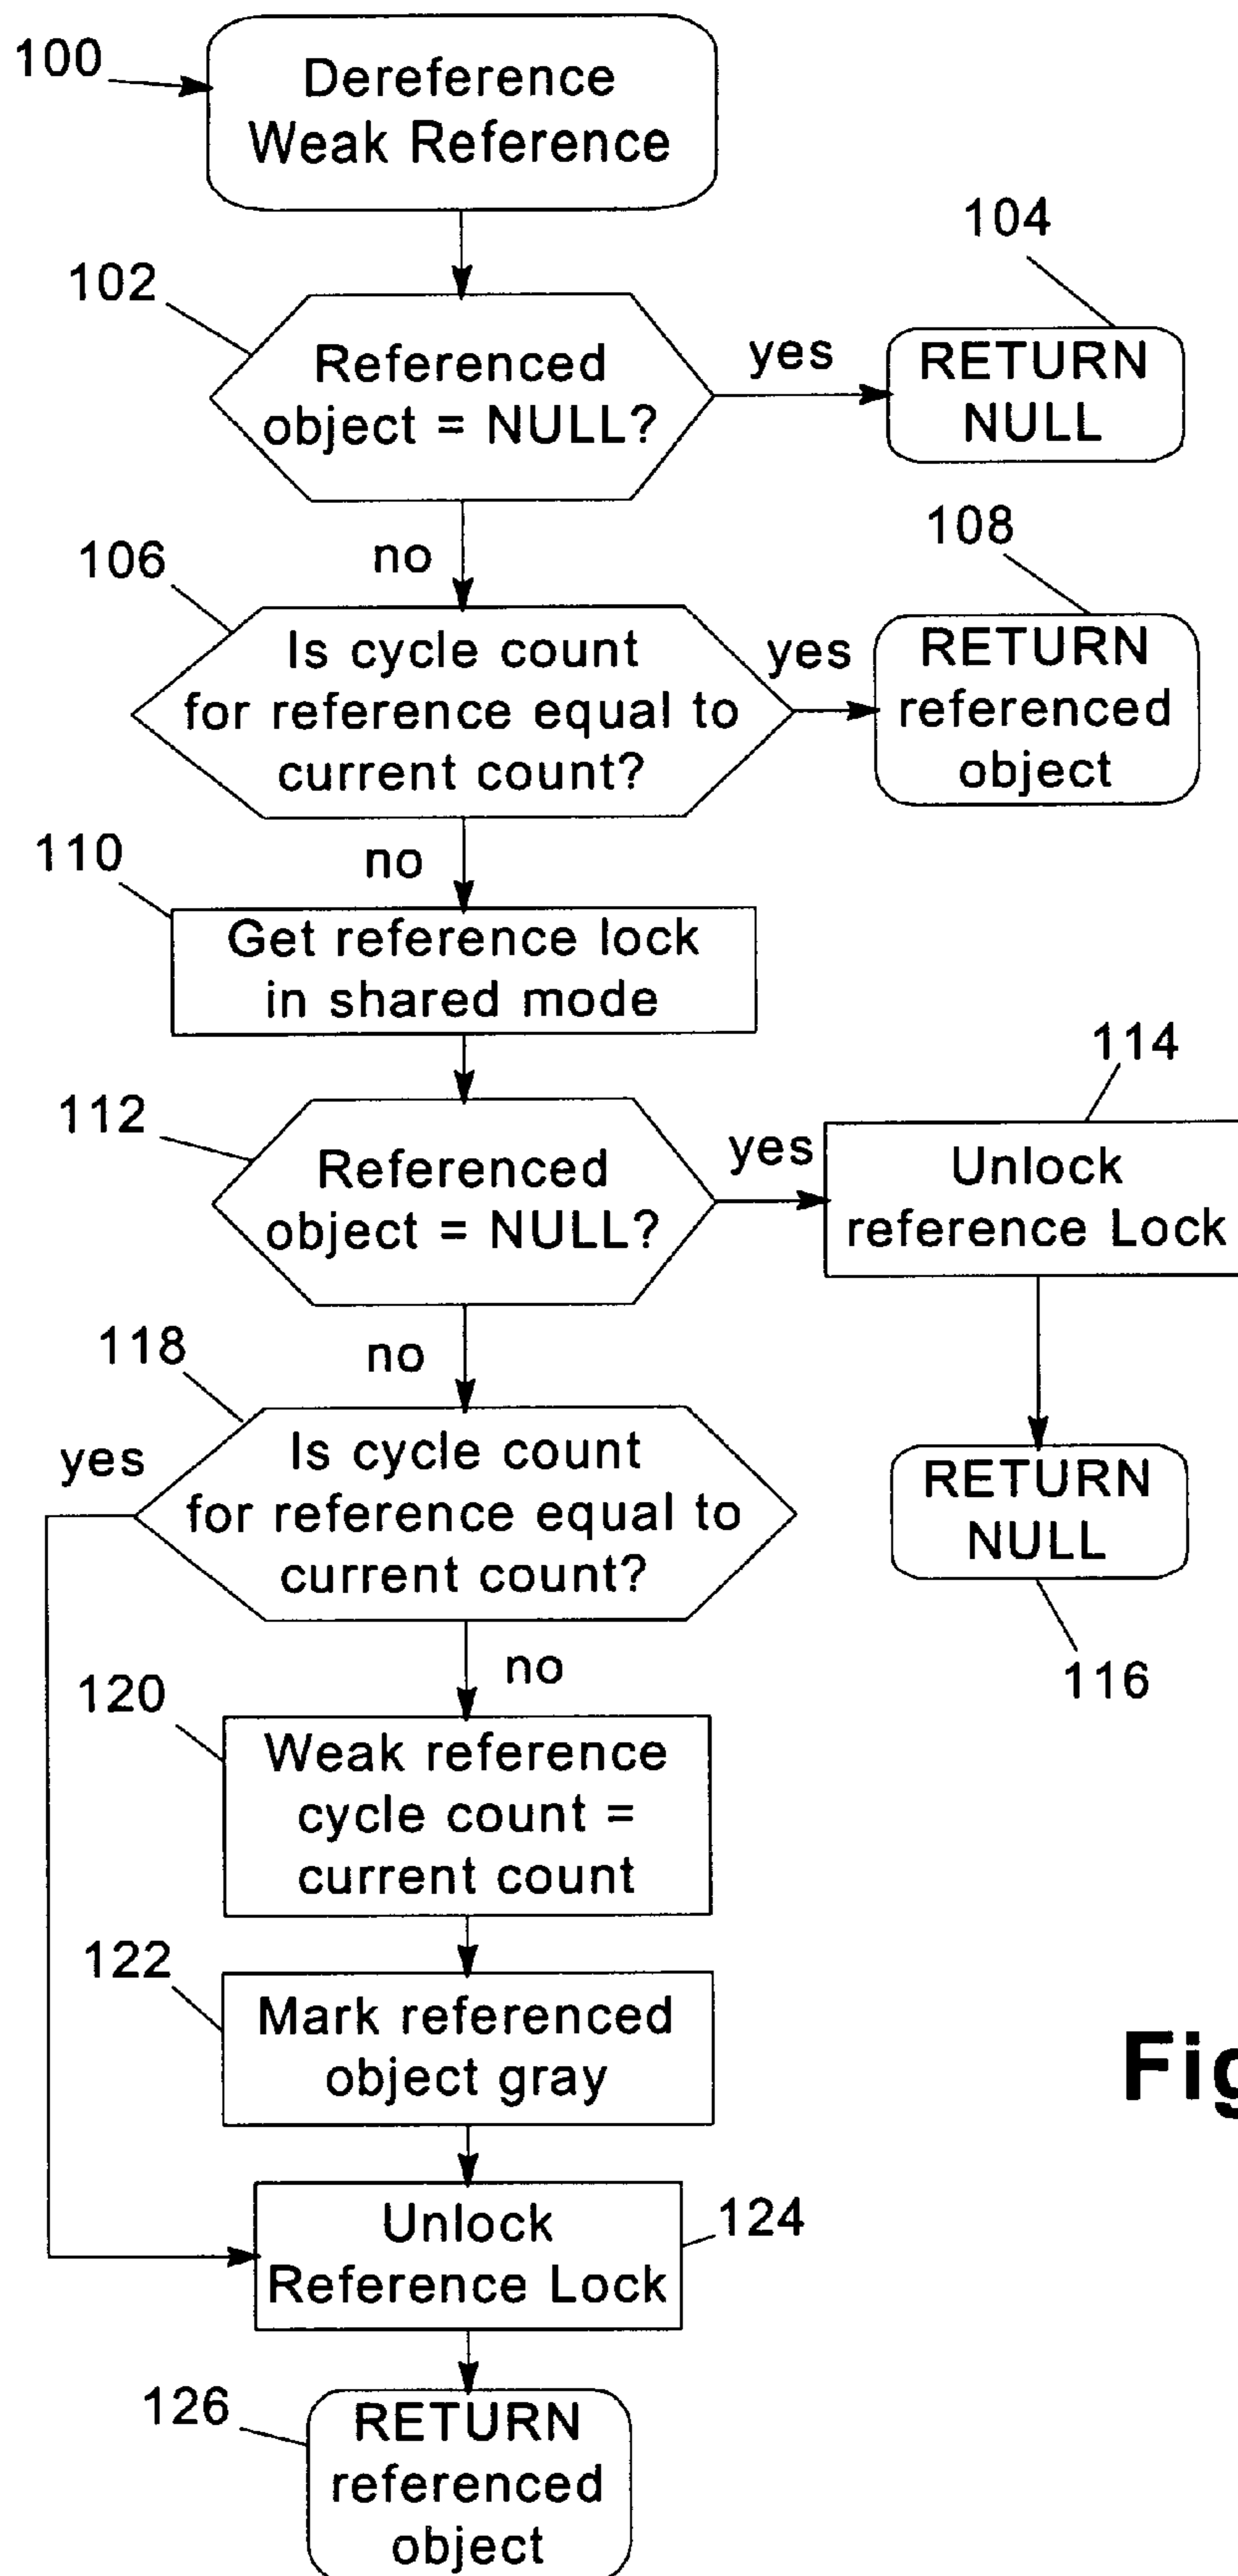 100
Dereference
Weak Reference
104
102
Referenced
object = NULL?
yes
RETURN
NULL
no
108
106
Is cycle count
for reference equal to
current count?
yes
RETURN
referenced
object
110
no
Get reference lock
in shared mode
114
112
Referenced
object = NULL?
yes
Unlock
reference Lock
118
no
yes
Is cycle count
for reference equal to
current count?
RETURN
NULL
116
no
120
Weak reference
cycle count =
current count
122
Mark referenced
object gray
Fig
124
Unlock
Reference Lock
126
RETURN
referenced
object